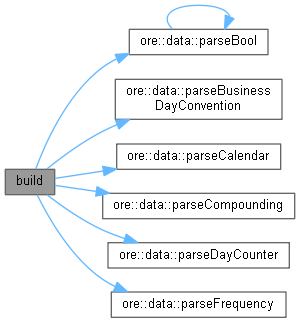 ore::data::parseBool
ore::data::parseBusiness
DayConvention
build
ore::data::parseCalendar
ore::data::parseCompounding
ore::data::parseDayCounter
ore::data::parseFrequency